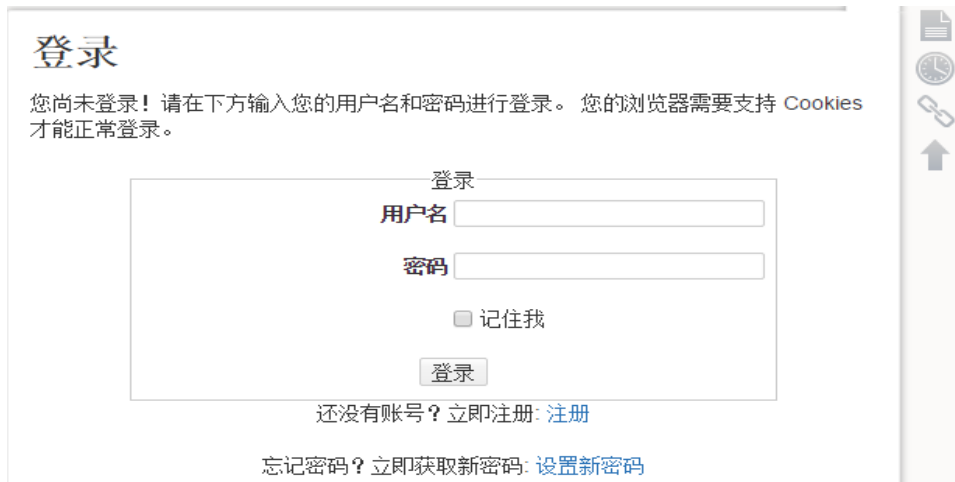 登录
您尚未登录! 请在下方输入您的用户名和密码进行登录。 您的浏览器需要支持 Cookies
才能正常登录。
登录
用户名
密码
记住我
登录
还没有账号? 立即注册: 注册
忘记密码? 立即获取新密码: 设置新密码